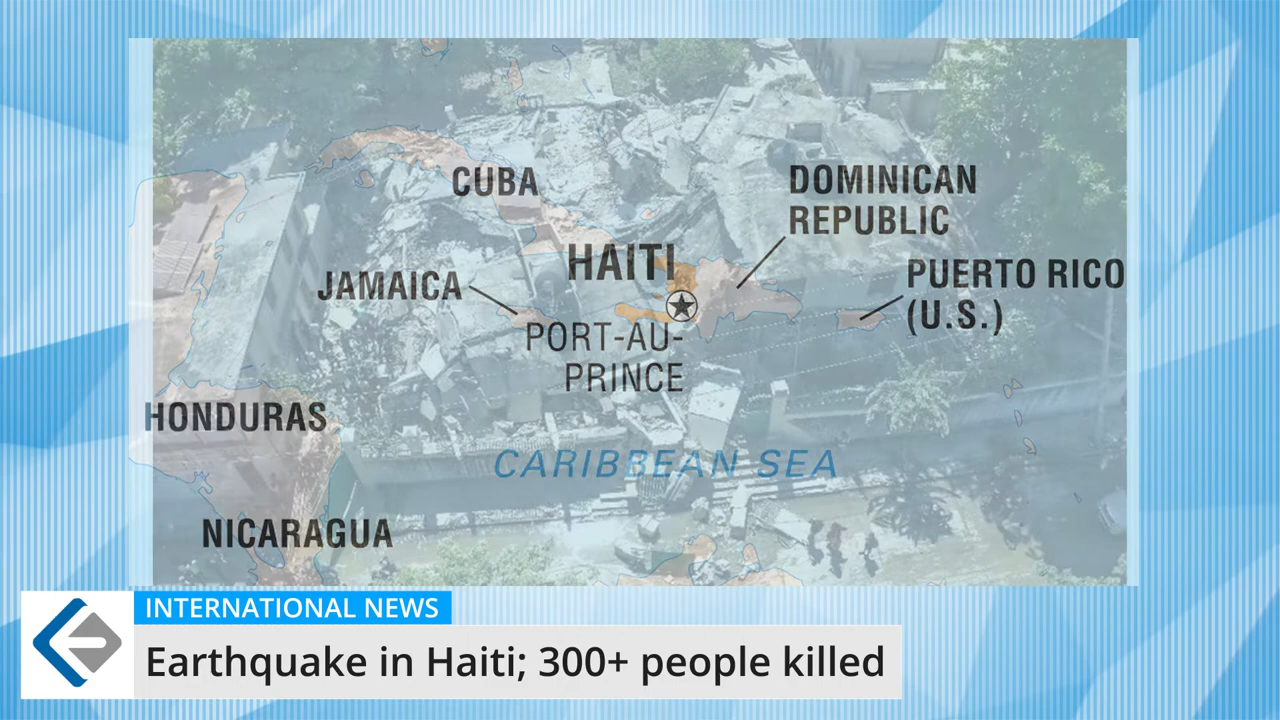 CUBA
DOMINICAN
REPUBLIC
HAITI
JAMAICA
PUERTO RICO
(U.S.)
PORT-AU-
PRINCE
HONDURAS
CARIBBEAN SEA
NICARAGUA
INTERNATIONAL NEWS
Earthquake in Haiti; 300+ people killed